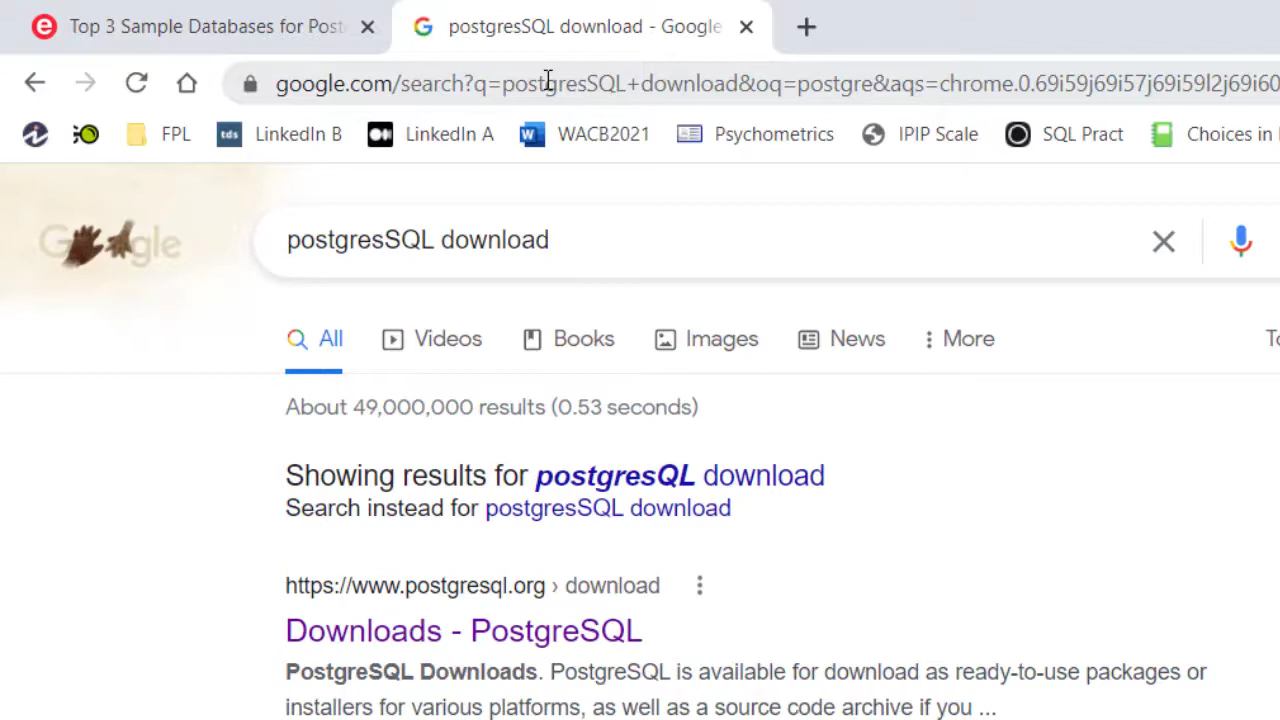 Top 3 Sample Databases for Post
postgresSQL download - Google
google.com/search?q=postgresSQL+download&oq=postgre&aqs=chrome.0.69i59j69i57j69i59l2j69i60
FPL
tds
LinkedIn B
LinkedIn A
WACB2021
Psychometrics
IPIP Scale
SQL Pract
Choices in
Google
postgresSQL download
All
Videos
Books
Images
News
More
About 49,000,000 results (0.53 seconds)
Showing results for postgresQL download
Search instead for postgresSQL download
https://www.postgresql.org › download
Downloads - PostgreSQL
PostgreSQL Downloads. PostgreSQL is available for download as ready-to-use packages or
installers for various platforms, as well as a source code archive if you ...